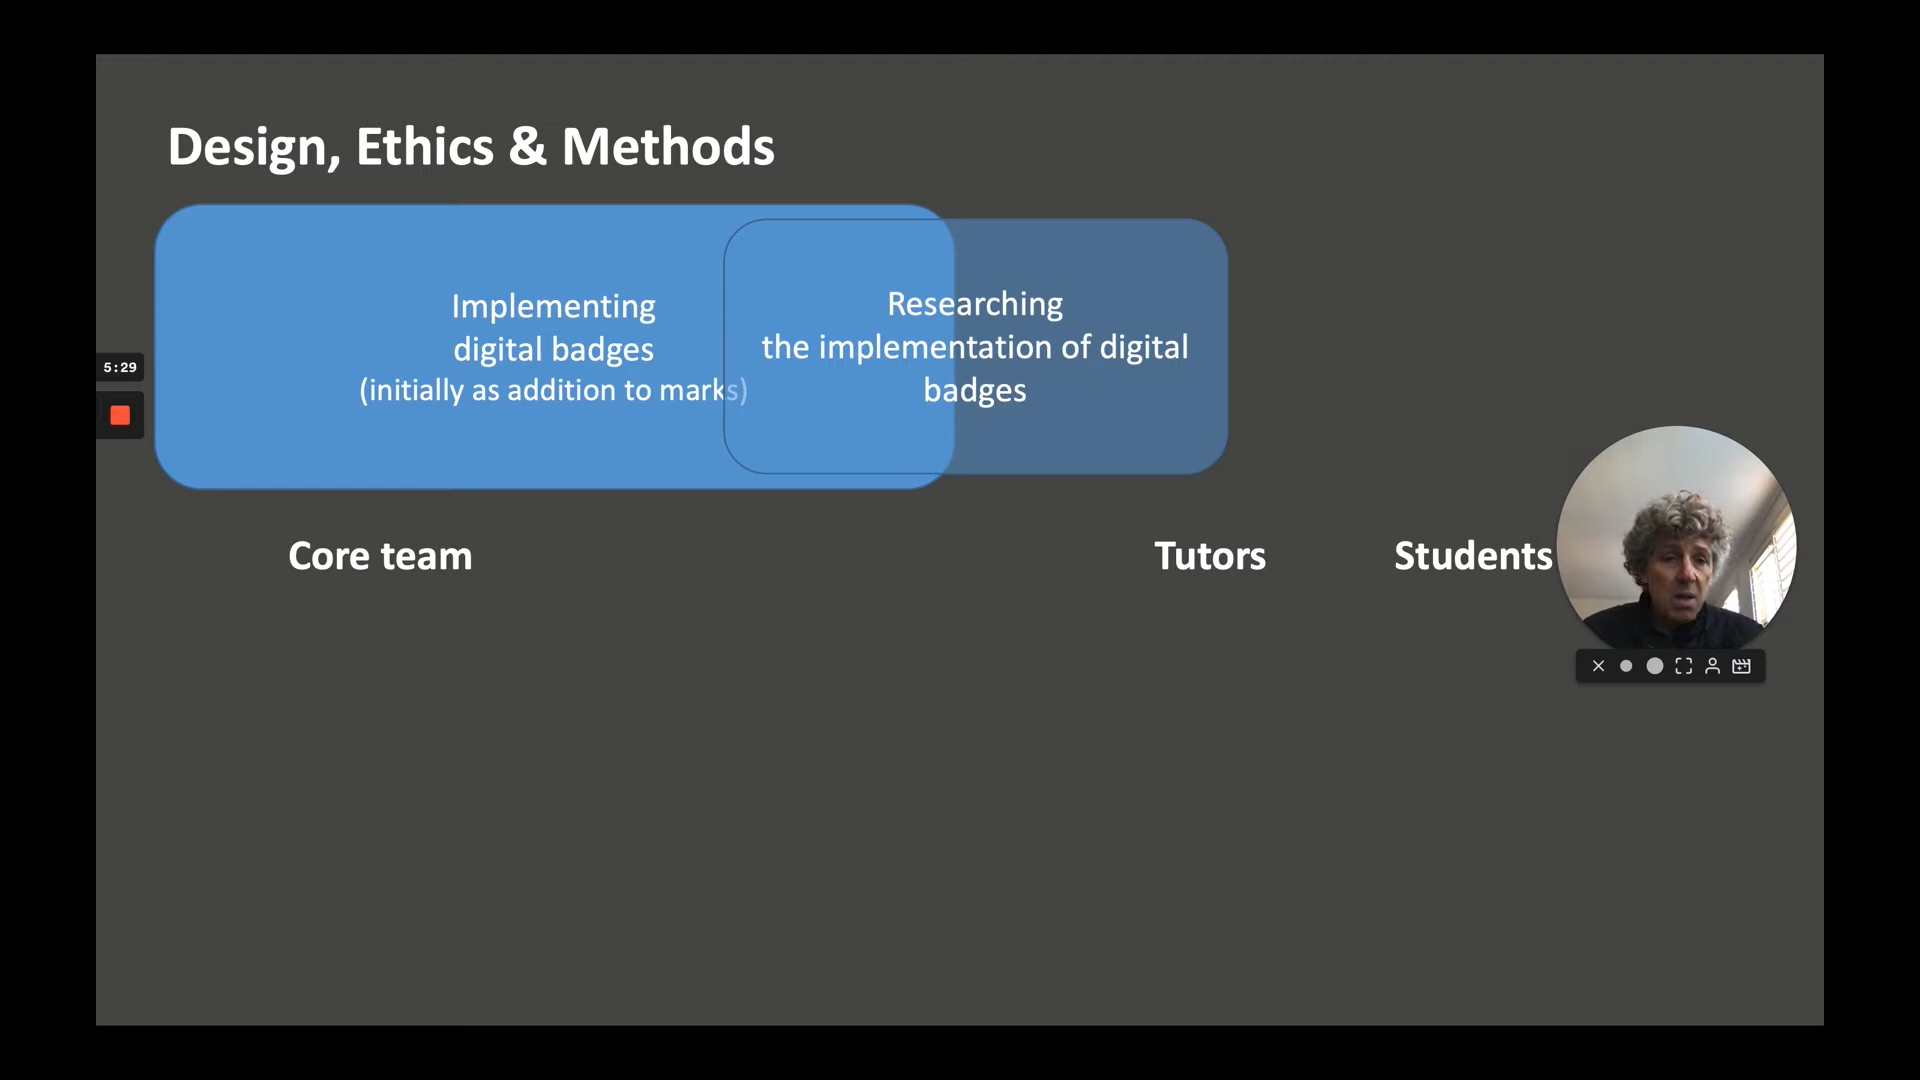 Design, Ethics & Methods
Implementing
digital badges
(initially as addition to marks)
Researching
the implementation of digital
badges
5:29
Core team
Tutors
Students